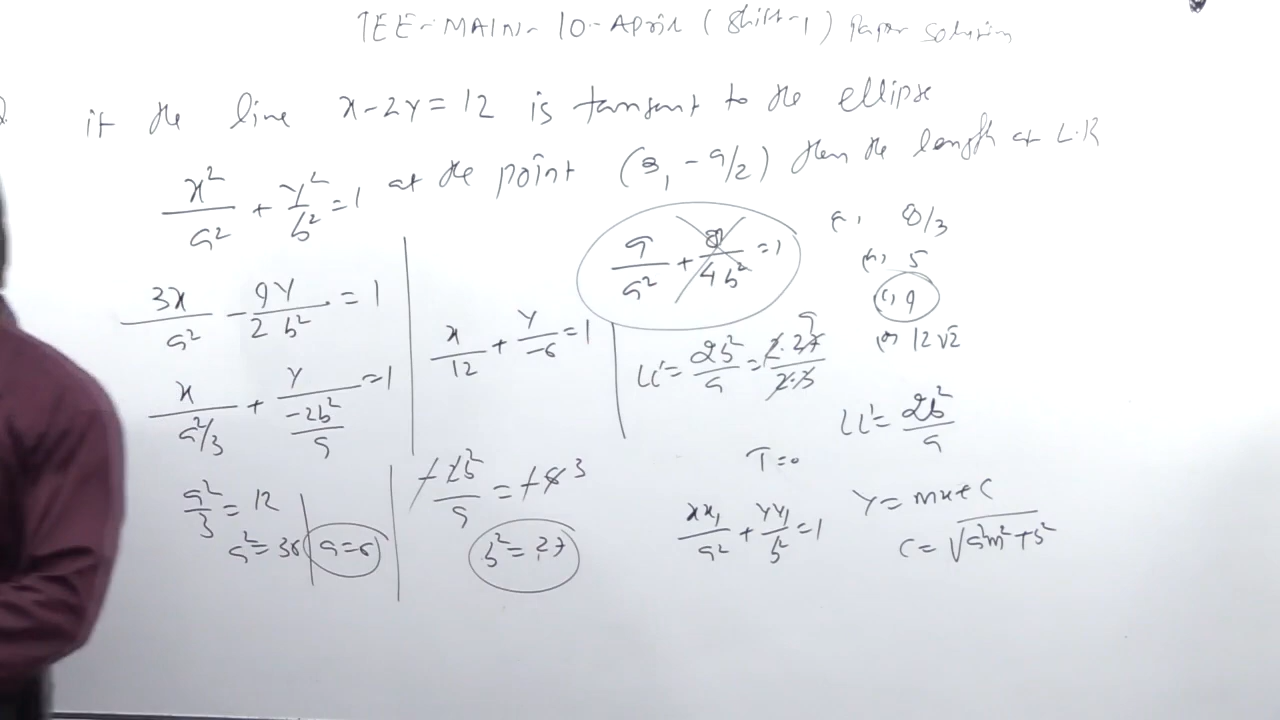 JEE-MAIN- 10-April (Shift-1) Paper Solution
if the line x-2y=12 is tangent to the ellipse
x²/a² + y²/b² =1 at the point (3, -9/2) then the length of L.R
a, 8/3
b, 5
c, 9
12√2
9/a² + 81/4b² =1
3x/a² - 9y/2b² = 1
x/(a²/3) + y/(-2b²/9) =1
a²/3 = 12
a²=36
a=6
x/12 + y/-6 =1
-2b²/9 = -6 3
b²=27
LL'= 2b²/a = 2·27/2·3 9
LL'= 2b²/a
T=0
xx₁/a² + yy₁/b² =1
y= mx+c
c= √a²m²+b²